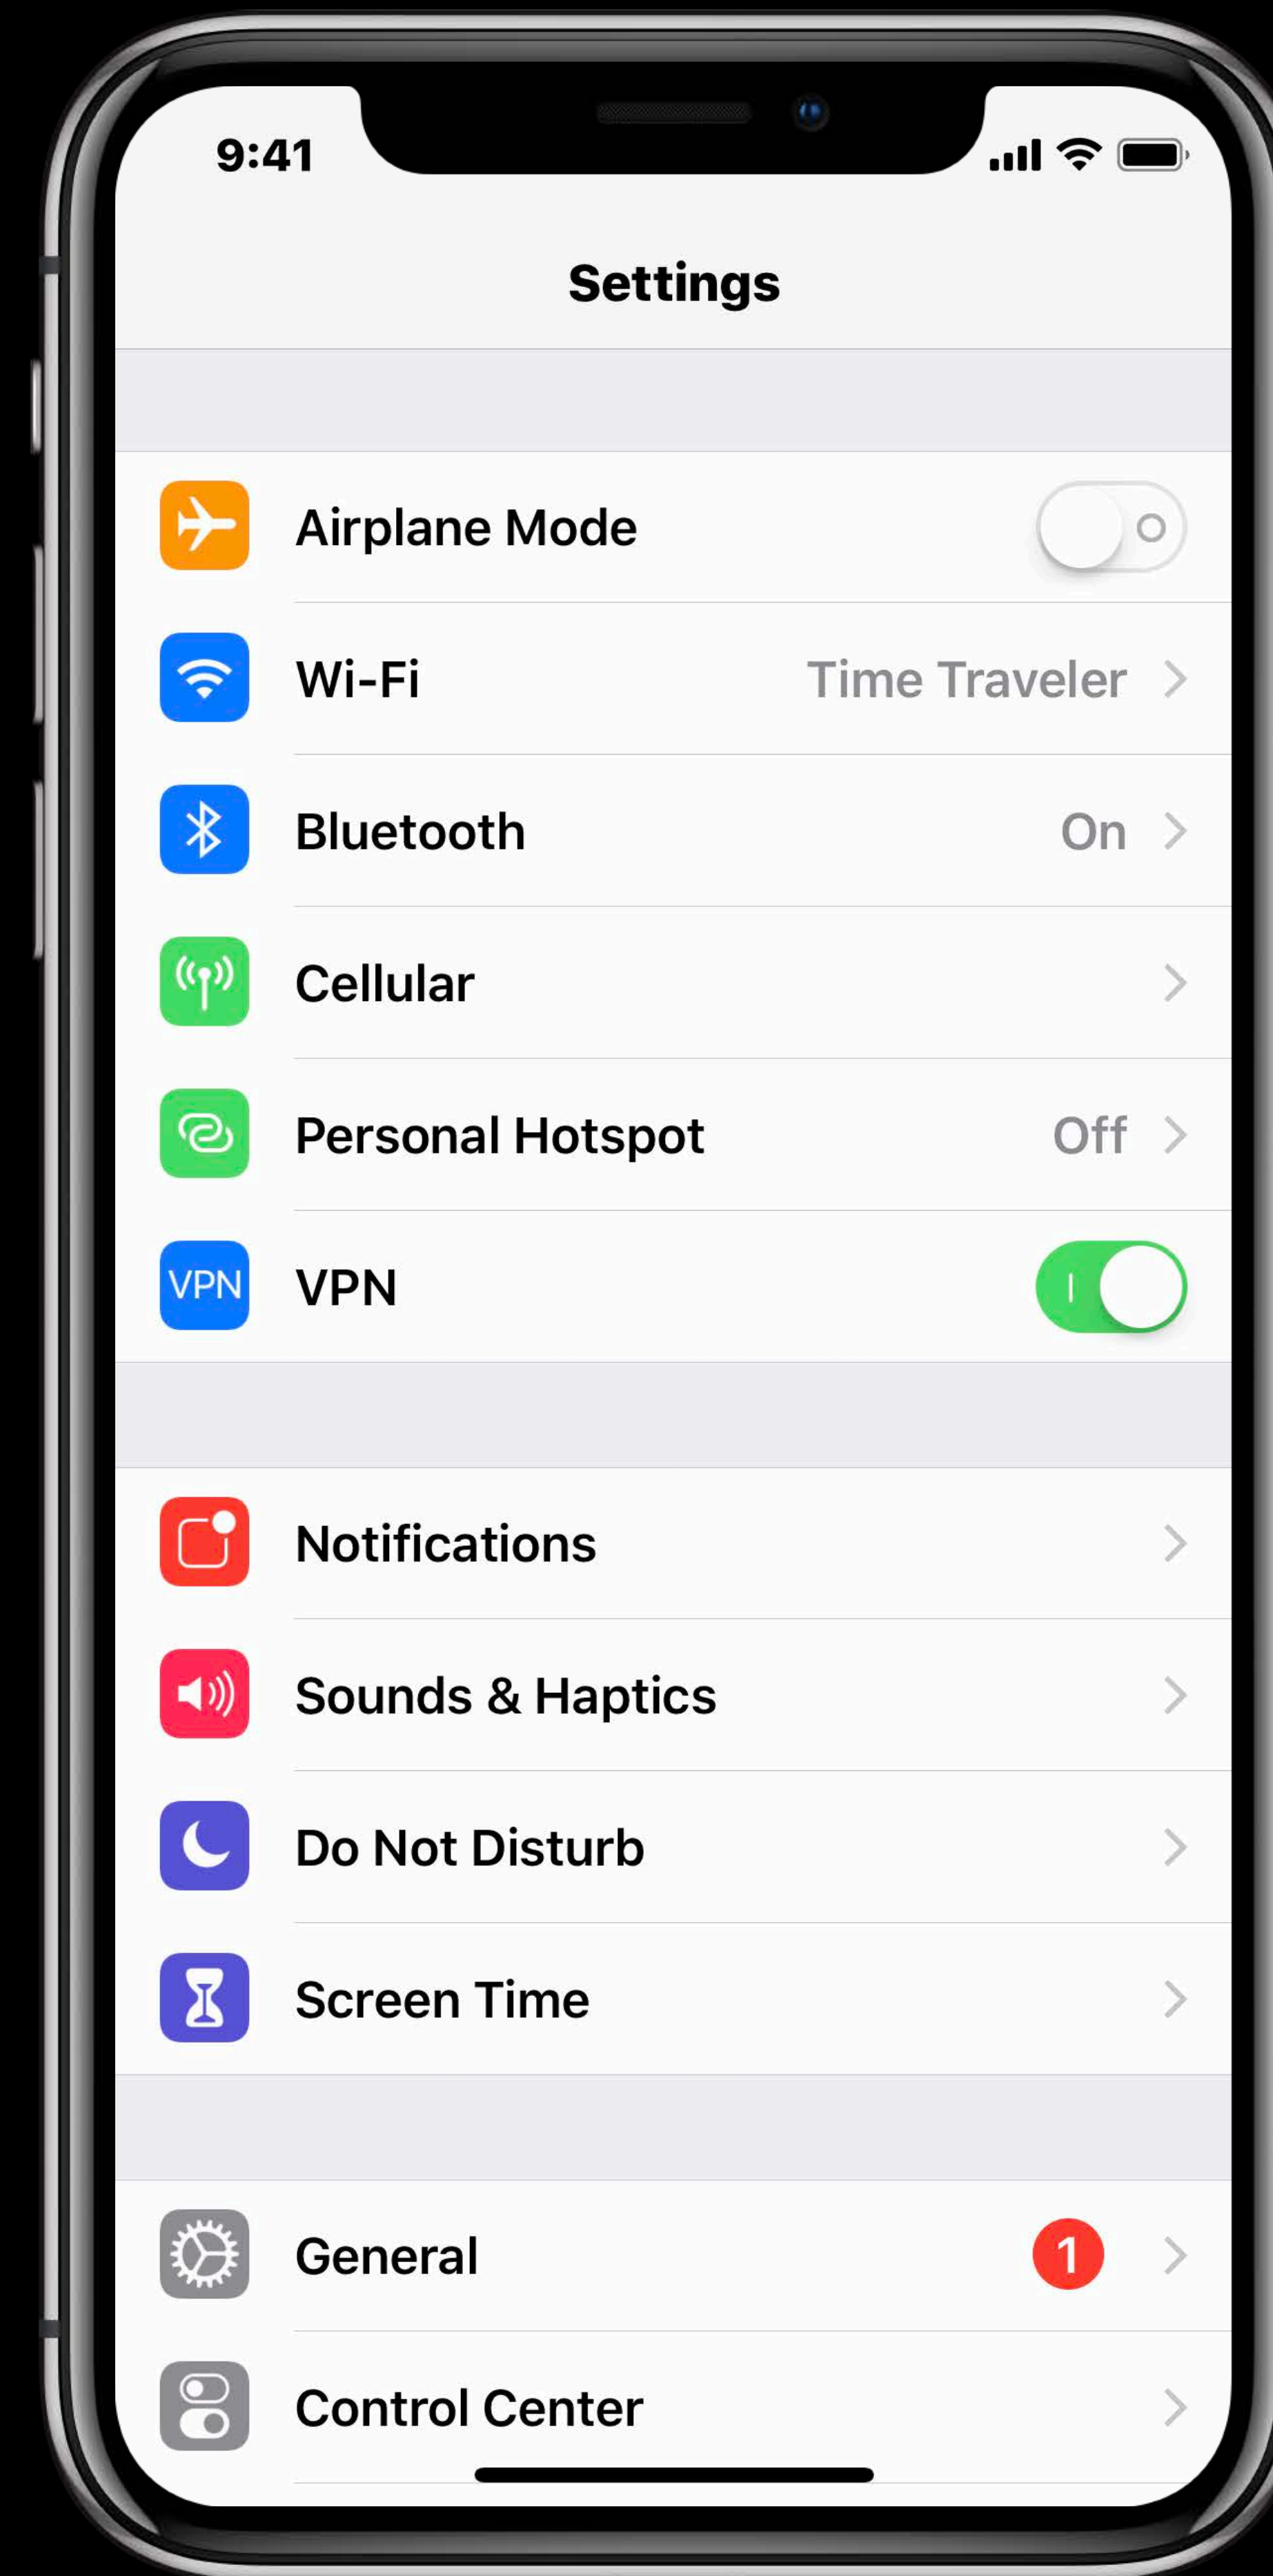 9:41
Settings
Airplane Mode
Wi-Fi Time Traveler
Bluetooth On
Cellular
Personal Hotspot Off
VPN VPN
Notifications
Sounds & Haptics
Do Not Disturb
Screen Time
General 1
Control Center